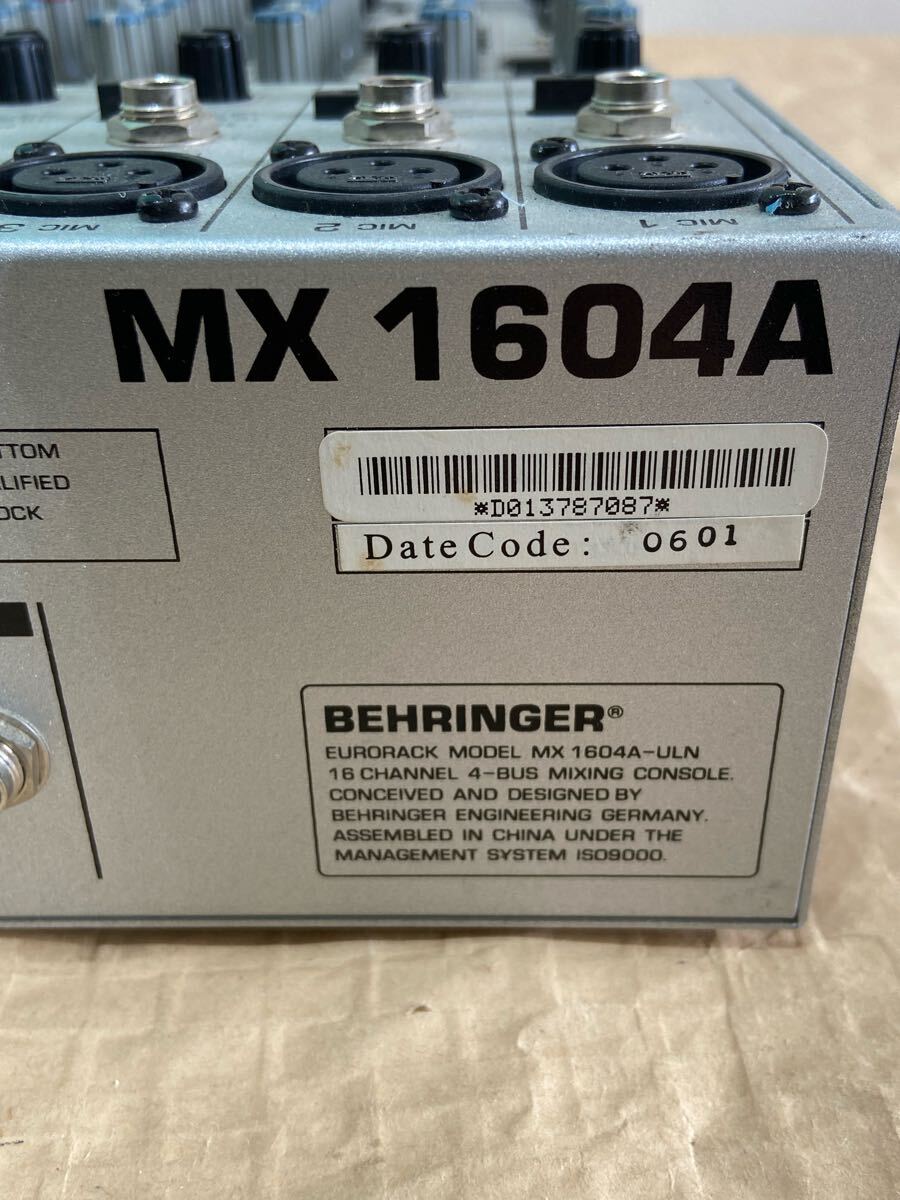 MIC 3
MIC 2
MIC 1
MX 1604A
TTOM
ALIFIED
OCK
*D013787087*
Date Code: 0601
BEHRINGER®
EURORACK MODEL MX 1604A-ULN
16 CHANNEL 4-BUS MIXING CONSOLE.
CONCEIVED AND DESIGNED BY
BEHRINGER ENGINEERING GERMANY.
ASSEMBLED IN CHINA UNDER THE
MANAGEMENT SYSTEM ISO9000.